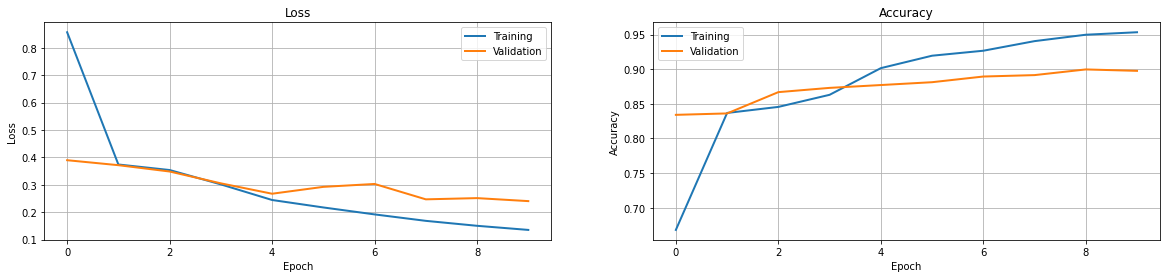 Loss
Training
Validation
Loss
0.8
0.7
0.6
0.5
0.4
0.3
0.2
0.1
0 2 4 6 8
Epoch
Accuracy
Training
Validation
Accuracy
0.95
0.90
0.85
0.80
0.75
0.70
0 2 4 6 8
Epoch